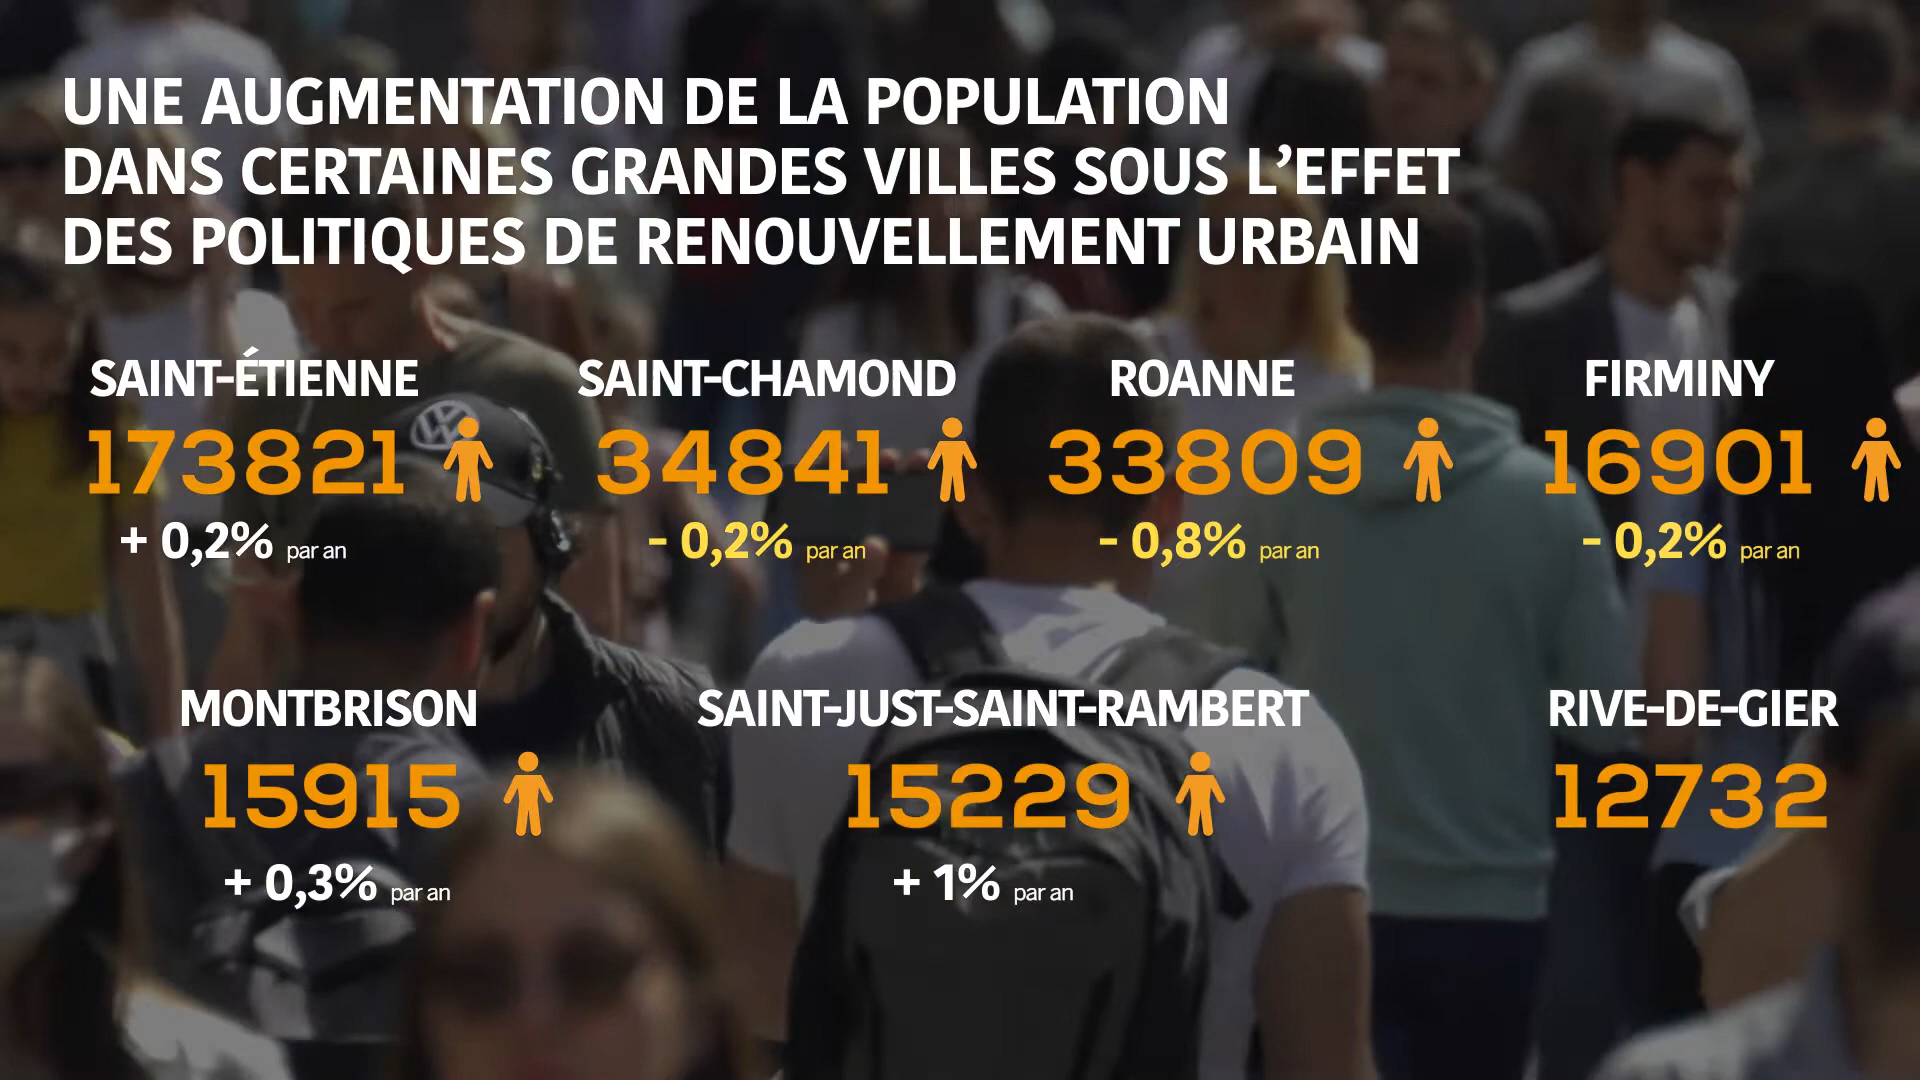 UNE AUGMENTATION DE LA POPULATION
DANS CERTAINES GRANDES VILLES SOUS L’EFFET
DES POLITIQUES DE RENOUVELLEMENT URBAIN
SAINT-ÉTIENNE
173821
+ 0,2% par an
SAINT-CHAMOND
34841
- 0,2% par an
ROANNE
33809
- 0,8% par an
FIRMINY
16901
- 0,2% par an
MONTBRISON
15915
+ 0,3% par an
SAINT-JUST-SAINT-RAMBERT
15229
+ 1% par an
RIVE-DE-GIER
12732